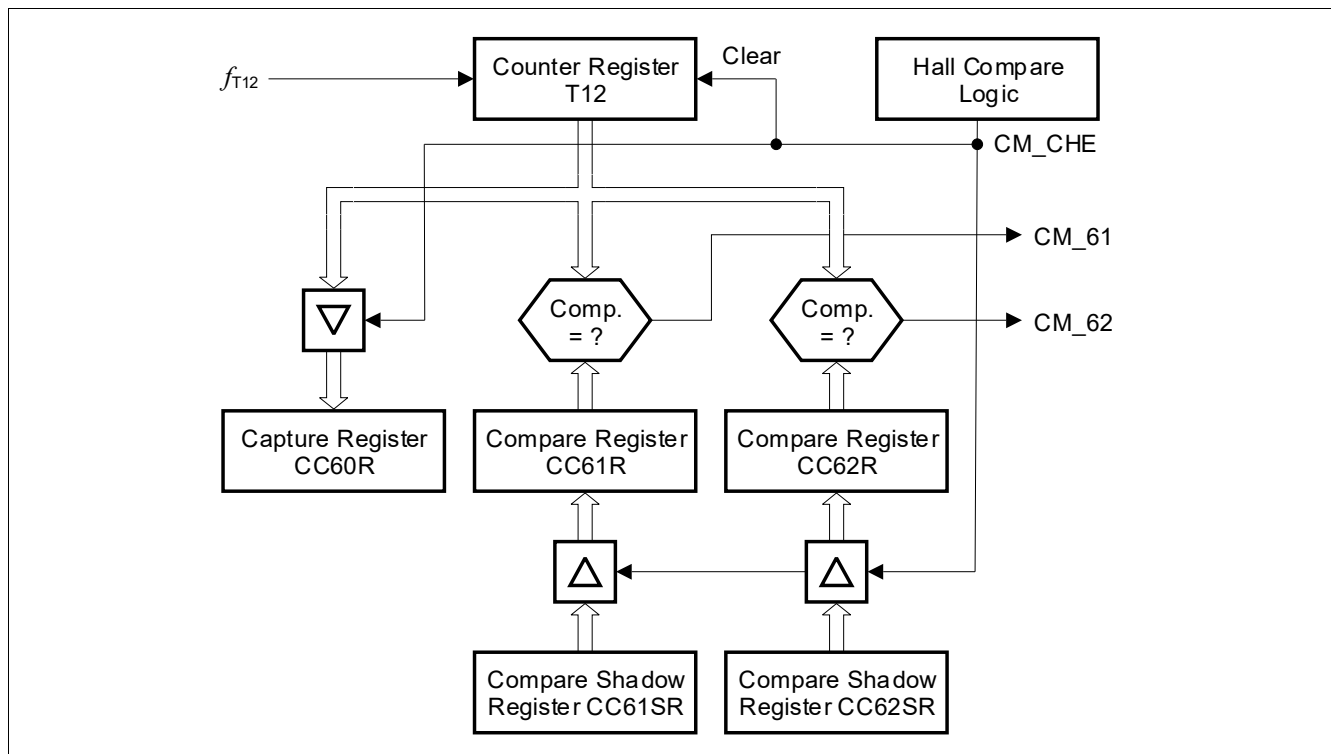 Counter Register
T12
Clear
Hall Compare
Logic
fT12
CM_CHE
CM_61
CM_62
Comp.
= ?
Comp.
= ?
Capture Register
CC60R
Compare Register
CC61R
Compare Register
CC62R
Compare Shadow
Register CC61SR
Compare Shadow
Register CC62SR